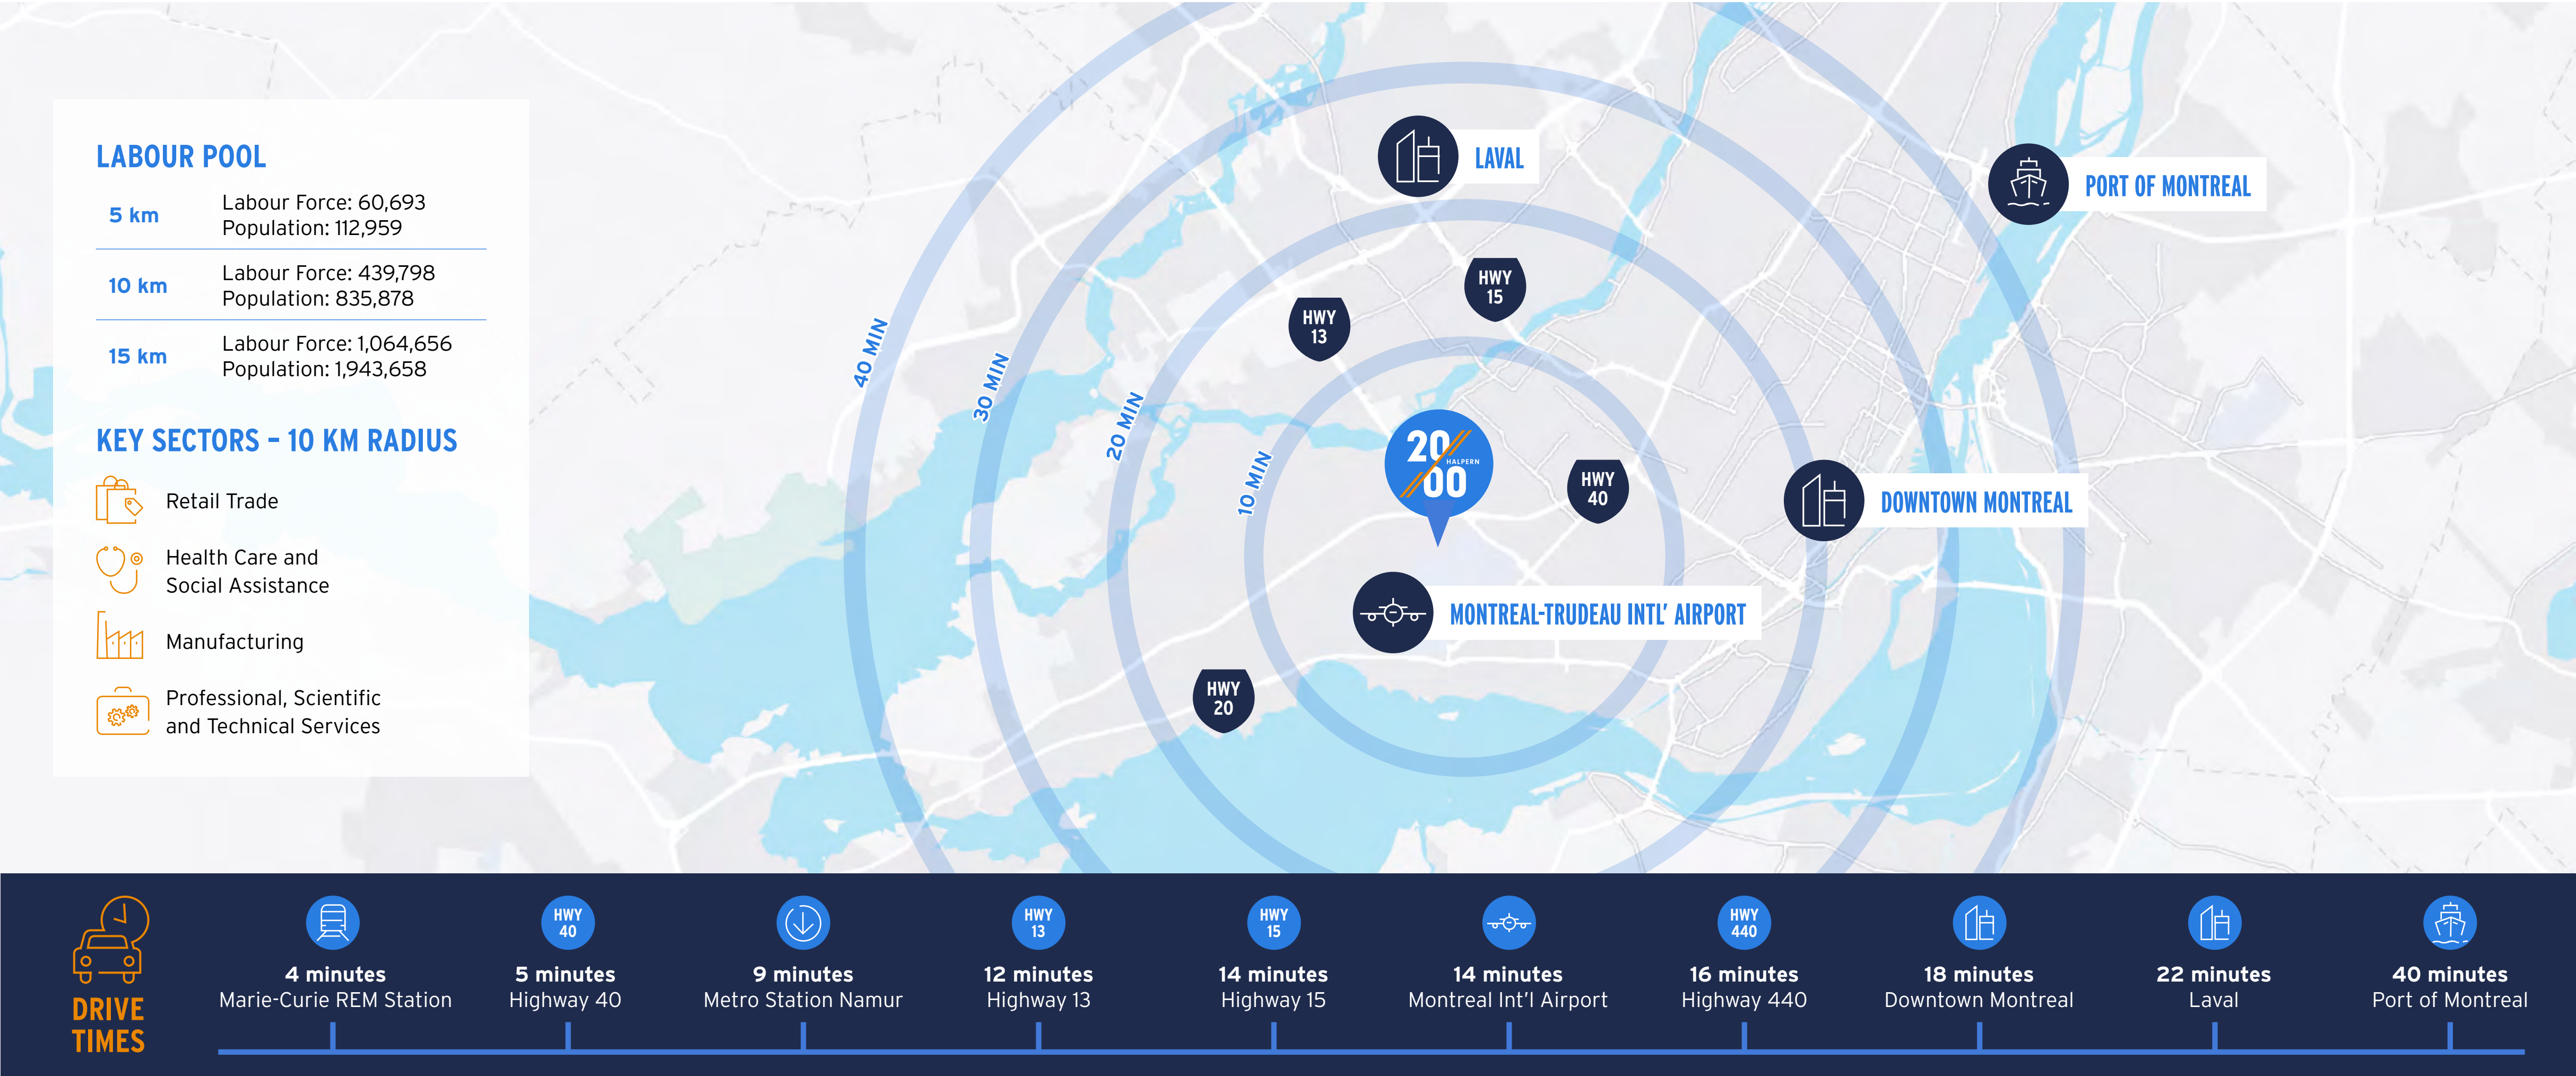 LABOUR POOL
5 km
Labour Force: 60,693
Population: 112,959
10 km
Labour Force: 439,798
Population: 835,878
15 km
Labour Force: 1,064,656
Population: 1,943,658
KEY SECTORS – 10 KM RADIUS
Retail Trade
Health Care and
Social Assistance
Manufacturing
Professional, Scientific
and Technical Services
40 MIN
30 MIN
20 MIN
10 MIN
LAVAL
PORT OF MONTREAL
HWY
15
HWY
13
20
HALPERN
00
HWY
40
DOWNTOWN MONTREAL
MONTREAL-TRUDEAU INTL' AIRPORT
HWY
20
DRIVE
TIMES
4 minutes
Marie-Curie REM Station
HWY
40
5 minutes
Highway 40
9 minutes
Metro Station Namur
HWY
13
12 minutes
Highway 13
HWY
15
14 minutes
Highway 15
14 minutes
Montreal Int'l Airport
HWY
440
16 minutes
Highway 440
18 minutes
Downtown Montreal
22 minutes
Laval
40 minutes
Port of Montreal